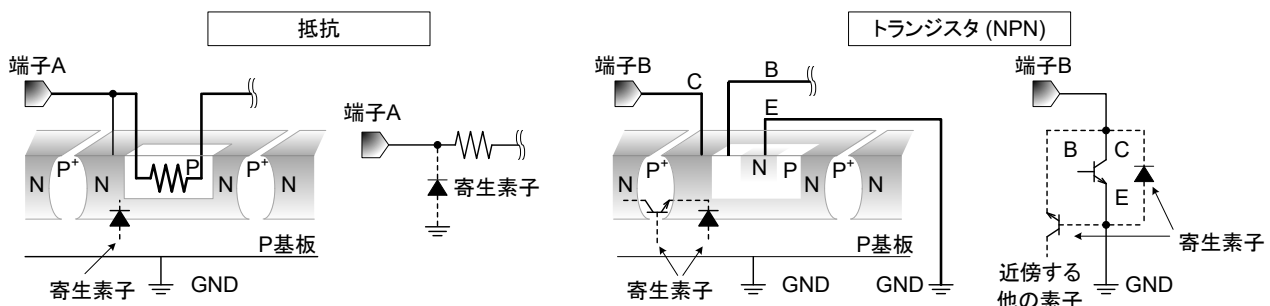 抵抗
端子A
P
N
P+
N
P+
N
N
P基板
寄生素子
GND
端子A
寄生素子
トランジスタ (NPN)
端子B
C
B
E
N
P+
N
N
P
P+
N
P基板
寄生素子
GND
GND
端子B
B
C
E
寄生素子
近傍する
他の素子
GND